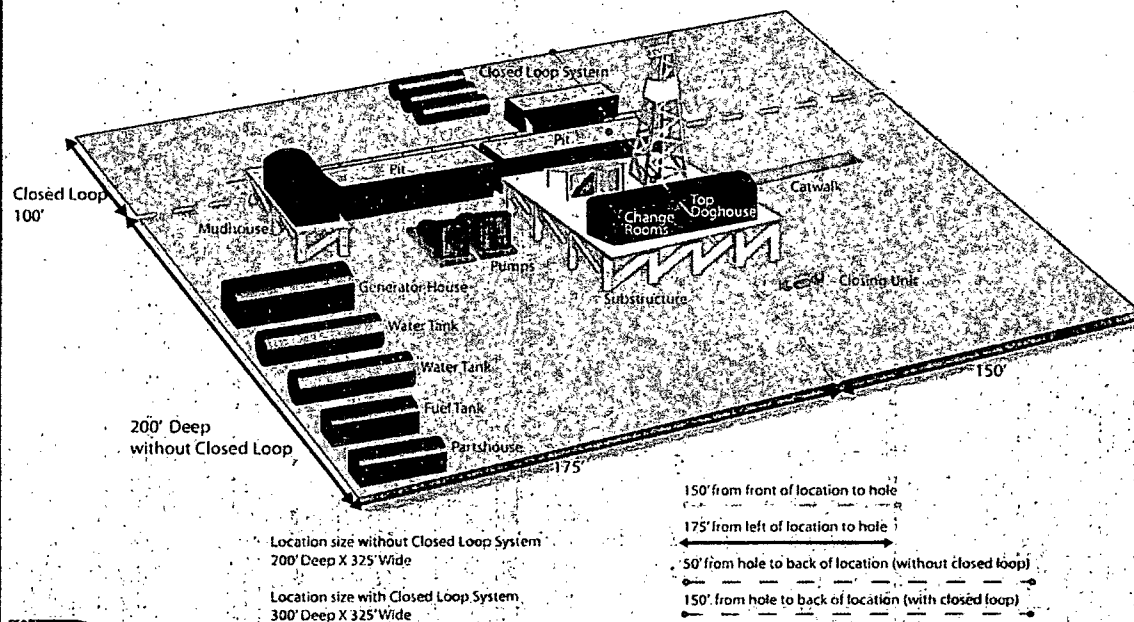 Closed Loop System
Pit
Pit
Catwalk
Top
Doghouse
Change
Rooms
Closed Loop
100'
Mudhouse
Pumps
Closing Unit
Substructure
Generator House
Water Tank
Water Tank
Fuel Tank
Partshouse
150'
175'
200' Deep
without Closed Loop
150' from front of location to hole
175' from left of location to hole
50' from hole to back of location (without closed loop)
150' from hole to back of location (with closed loop)
Location size without Closed Loop System
200' Deep X 325' Wide
Location size with Closed Loop System
300' Deep X 325' Wide